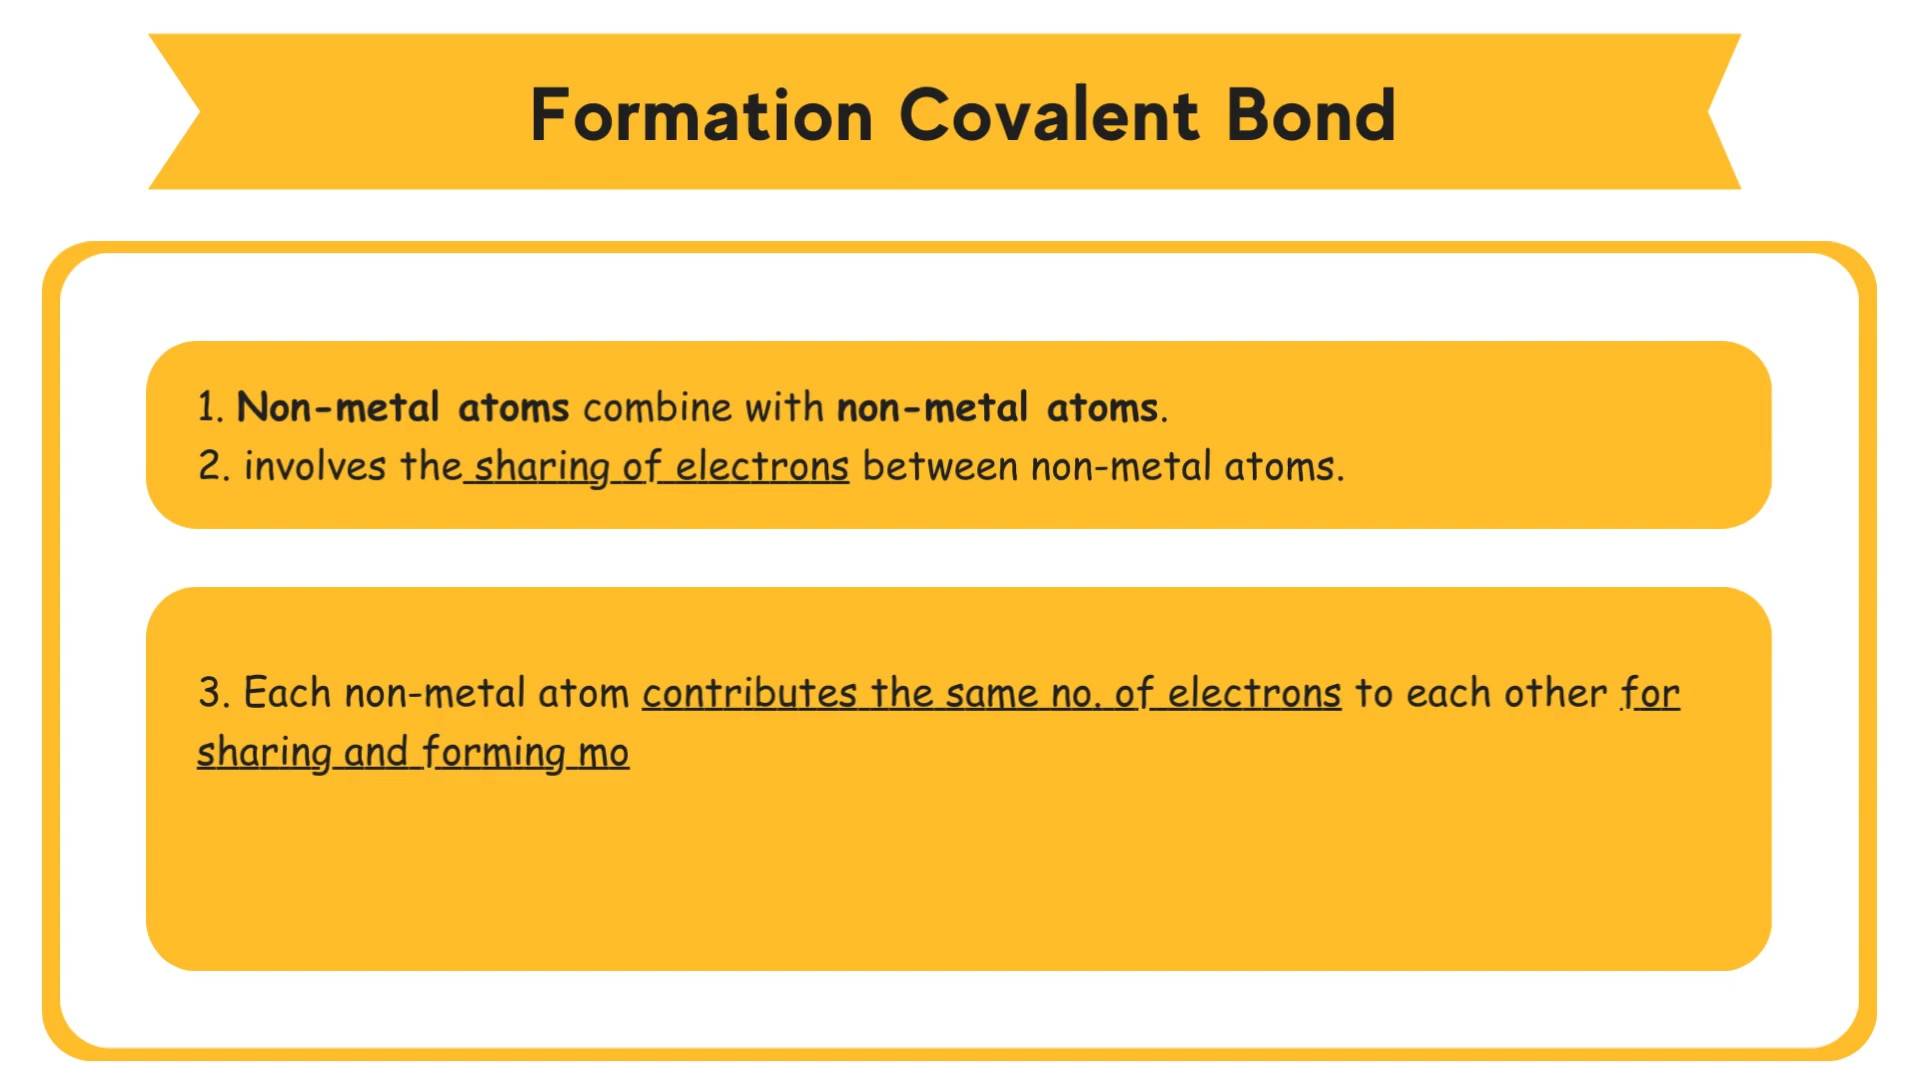 Formation Covalent Bond
1. Non-metal atoms combine with non-metal atoms.
2. involves the sharing of electrons between non-metal atoms.
3. Each non-metal atom contributes the same no. of electrons to each other for
sharing and forming mo